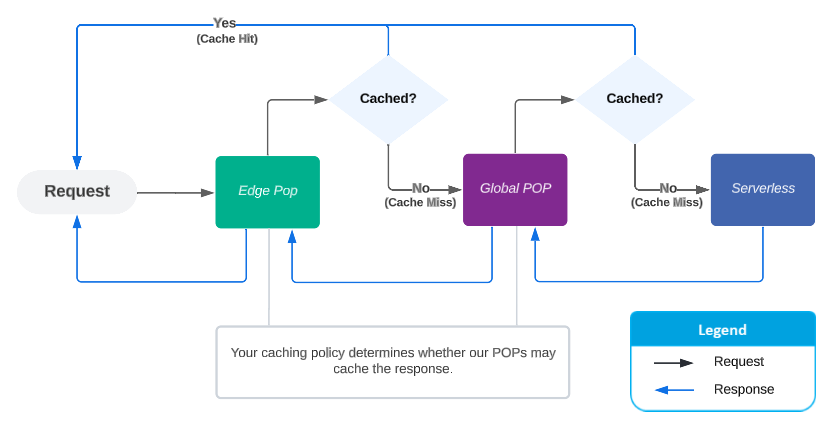 Yes
(Cache Hit)
Cached?
Cached?
Request
Edge Pop
No
(Cache Miss)
Global POP
No
(Cache Miss)
Serverless
Your caching policy determines whether our POPs may
cache the response.
Legend
Request
Response